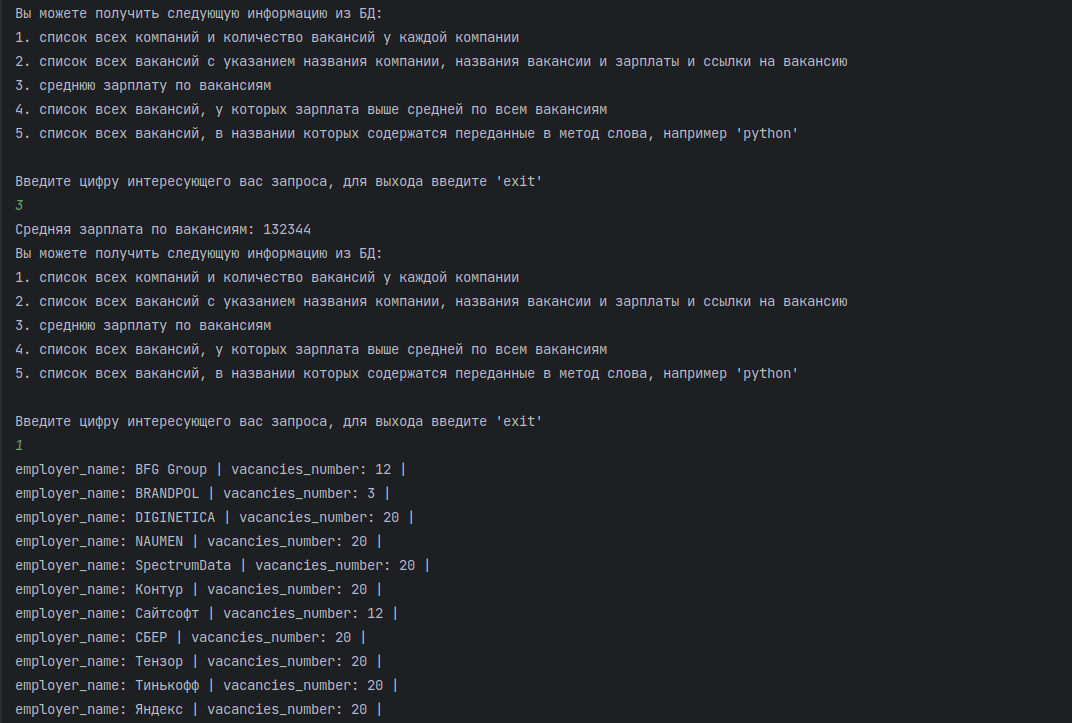 Вы можете получить следующую информацию из БД:
1. список всех компаний и количество вакансий у каждой компании
2. список всех вакансий с указанием названия компании, названия вакансии и зарплаты и ссылки на вакансию
3. среднюю зарплату по вакансиям
4. список всех вакансий, у которых зарплата выше средней по всем вакансиям
5. список всех вакансий, в названии которых содержатся переданные в метод слова, например 'python'
Введите цифру интересующего вас запроса, для выхода введите 'exit'
3
Средняя зарплата по вакансиям: 132344
Вы можете получить следующую информацию из БД:
1. список всех компаний и количество вакансий у каждой компании
2. список всех вакансий с указанием названия компании, названия вакансии и зарплаты и ссылки на вакансию
3. среднюю зарплату по вакансиям
4. список всех вакансий, у которых зарплата выше средней по всем вакансиям
5. список всех вакансий, в названии которых содержатся переданные в метод слова, например 'python'
Введите цифру интересующего вас запроса, для выхода введите 'exit'
1
employer_name: BFG Group | vacancies_number: 12 |
employer_name: BRANDPOL | vacancies_number: 3 |
employer_name: DIGINETICA | vacancies_number: 20 |
employer_name: NAUMEN | vacancies_number: 20 |
employer_name: SpectrumData | vacancies_number: 20 |
employer_name: Контур | vacancies_number: 20 |
employer_name: Сайтсофт | vacancies_number: 12 |
employer_name: СБЕР | vacancies_number: 20 |
employer_name: Тензор | vacancies_number: 20 |
employer_name: Тинькофф | vacancies_number: 20 |
employer_name: Яндекс | vacancies_number: 20 |